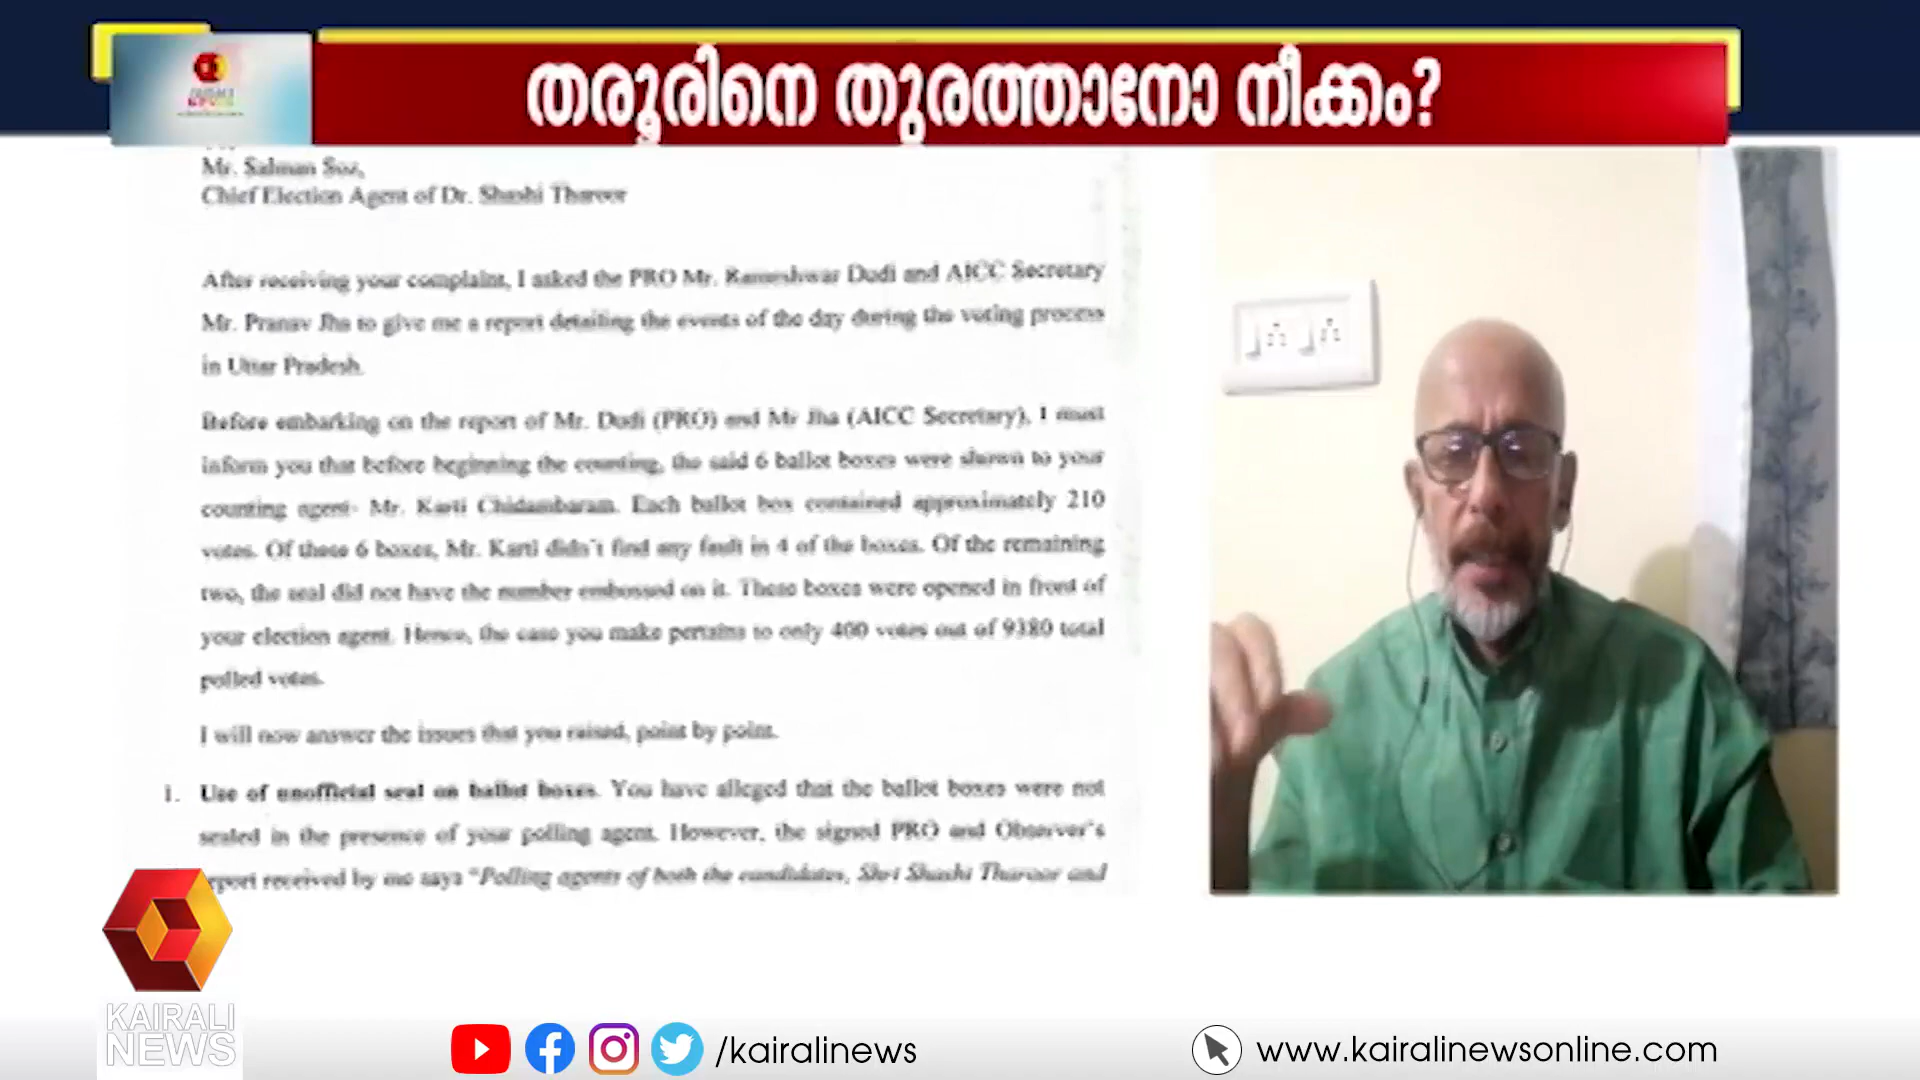 തരൂരിനെ തുരത്താനോ നീക്കം?
Mr. Salman Soz,
Chief Election Agent of Dr. Shashi Tharoor
After receiving your complaint, I asked the PRO Mr. Rameshwar Dudi and AICC Secretary
Mr. Pranav Jha to give me a report detailing the events of the day during the voting process
in Uttar Pradesh.
Before embarking on the report of Mr. Dudi (PRO) and Mr Jha (AICC Secretary), I must
inform you that before beginning the counting, the said 6 ballot boxes were shown to your
counting agent- Mr. Karti Chidambaram. Each ballot box contained approximately 210
votes. Of these 6 boxes, Mr. Karti didn't find any fault in 4 of the boxes. Of the remaining
two, the seal did not have the number embossed on it. These boxes were opened in front of
your election agent. Hence, the case you make pertains to only 400 votes out of 9380 total
polled votes.
I will now answer the issues that you raised, point by point.
1. Use of unofficial seal on ballot boxes. You have alleged that the ballot boxes were not
sealed in the presence of your polling agent. However, the signed PRO and Observer's
report received by me says "Polling agents of both the candidates, Shri Shashi Tharoor and
KAIRALI
NEWS
/kairalinews
www.kairalinewsonline.com